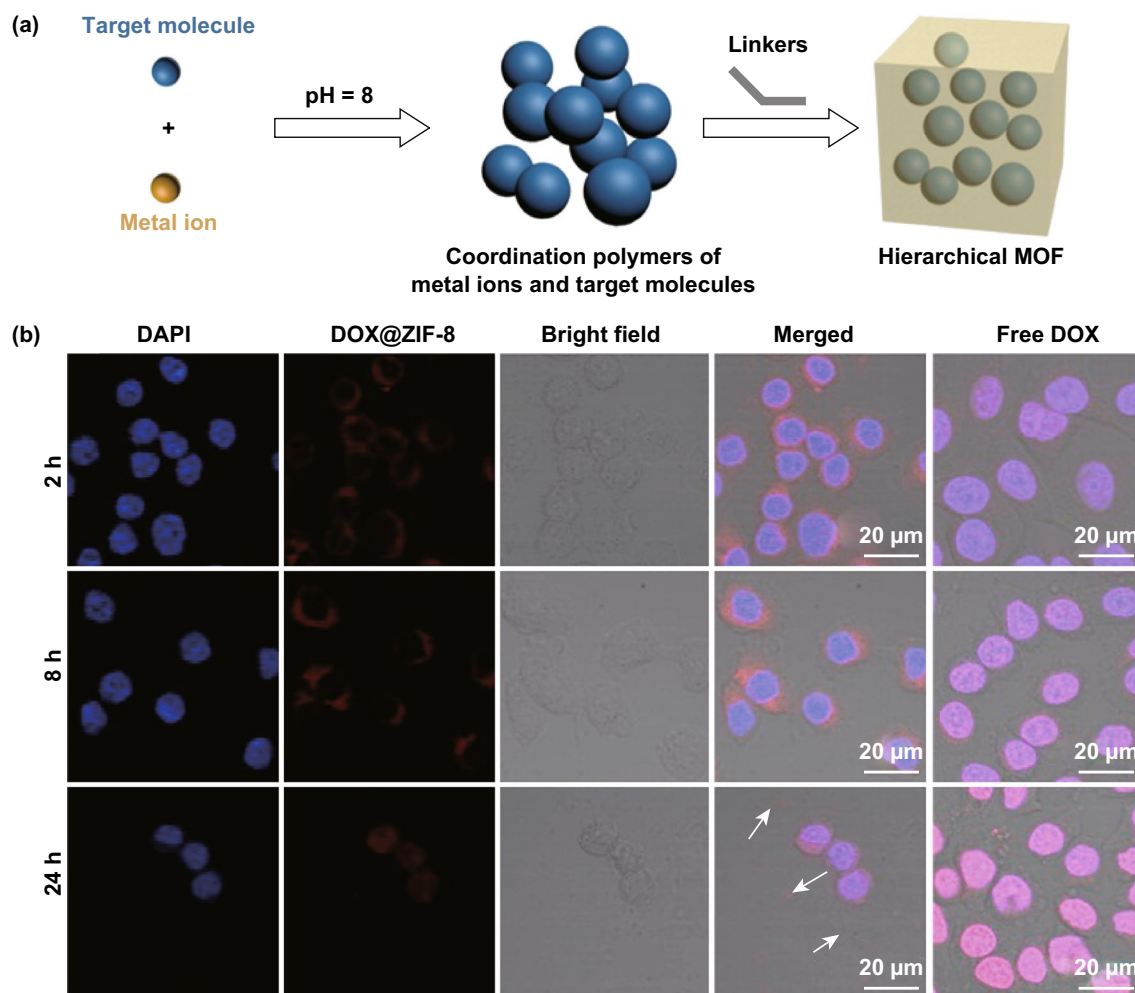 (a)
Target molecule
+
Metal ion
pH = 8
Coordination polymers of
metal ions and target molecules
Linkers
Hierarchical MOF
(b)
DAPI
DOX@ZIF-8
Bright field
Merged
Free DOX
2 h
20 µm
20 µm
8 h
20 µm
20 µm
24 h
20 µm
20 µm